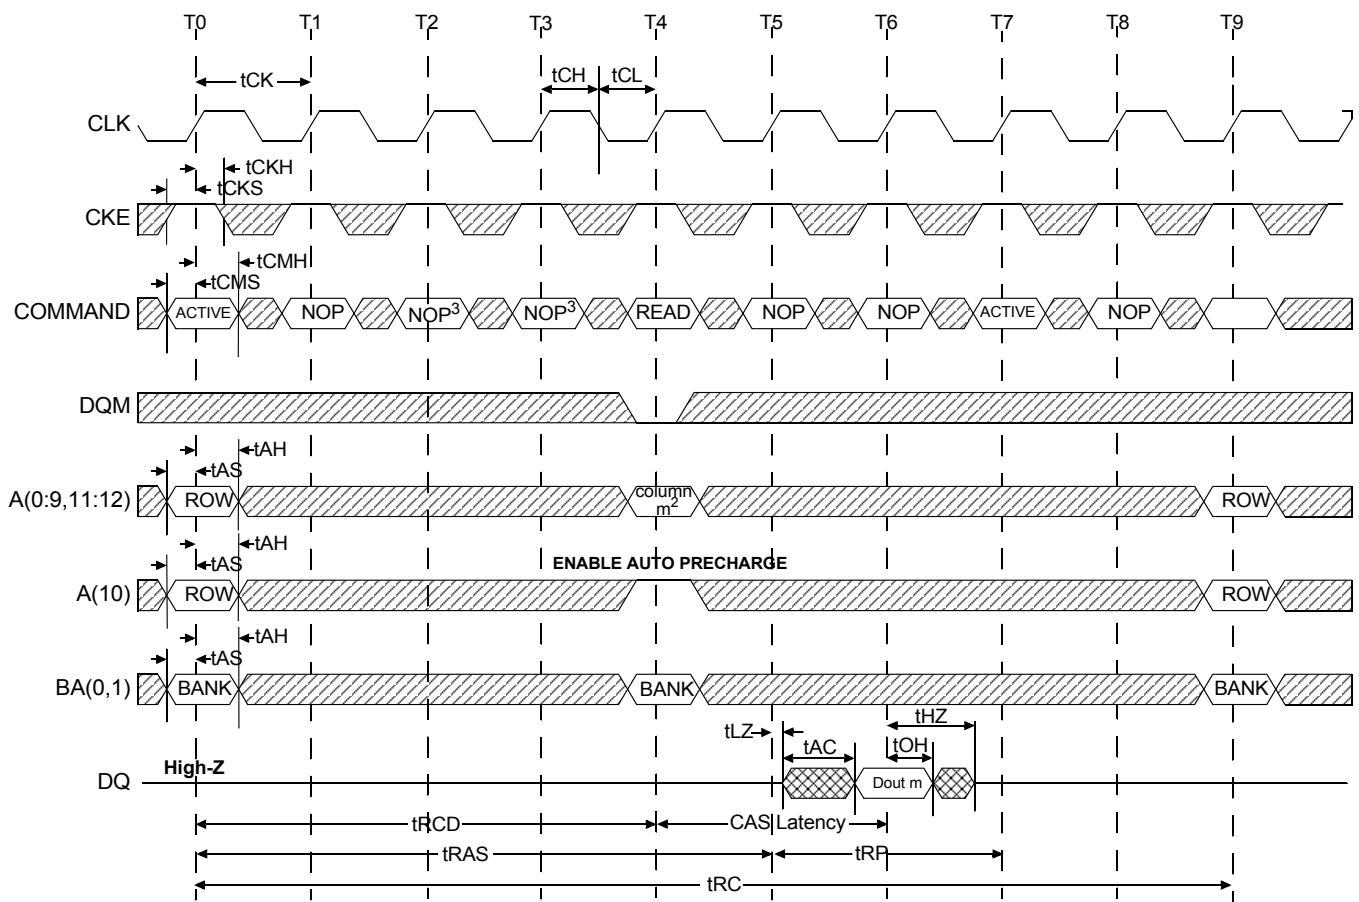 T0 T1 T2 T3 T4 T5 T6 T7 T8 T9
tCK tCH tCL
CLK
tCKH
tCKS
CKE
tCMH
tCMS
COMMAND ACTIVE NOP NOP³ NOP³ READ NOP NOP ACTIVE NOP
DQM
tAH
tAS
A(0:9,11:12) ROW column m² ROW
tAH
ENABLE AUTO PRECHARGE
tAS
A(10) ROW ROW
tAH
tAS
BA(0,1) BANK BANK BANK
tHZ
tLZ tAC tOH
High-Z
DQ Dout m
tRCD CAS Latency
tRAS tRP
tRC